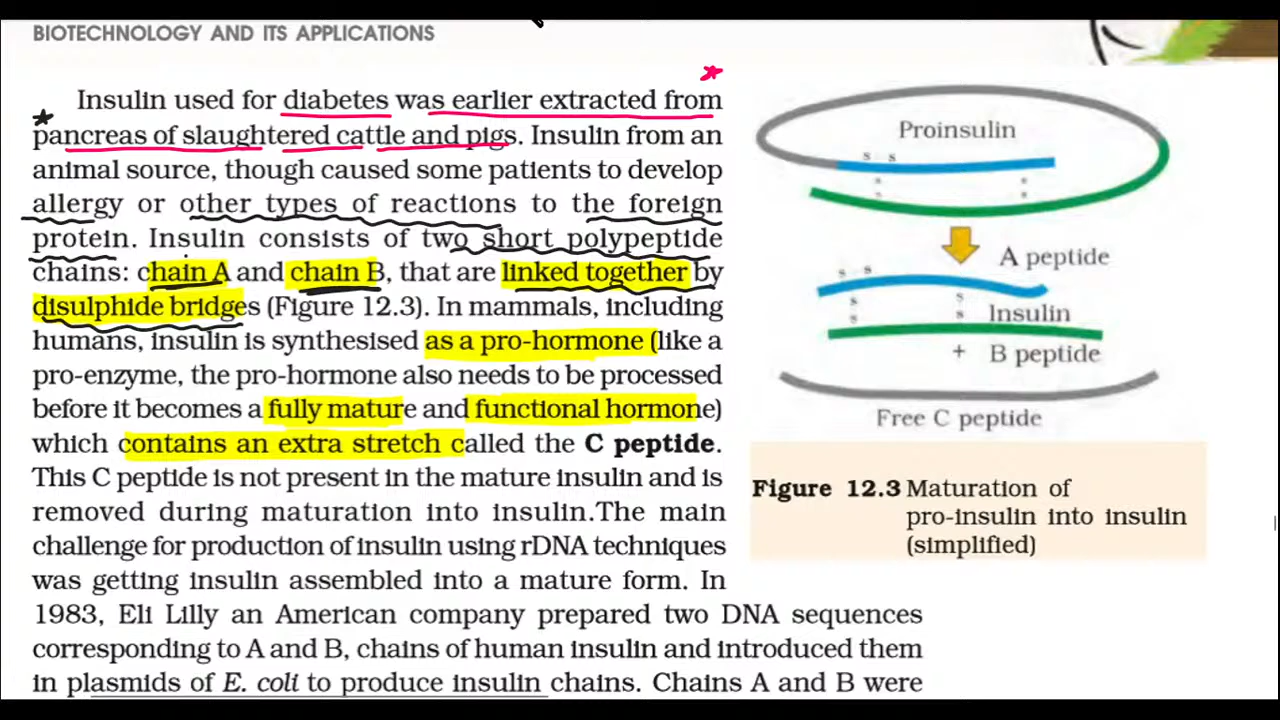 BIOTECHNOLOGY AND ITS APPLICATIONS
Insulin used for diabetes was earlier extracted from
pancreas of slaughtered cattle and pigs. Insulin from an
animal source, though caused some patients to develop
allergy or other types of reactions to the foreign
protein. Insulin consists of two short polypeptide
chains: chain A and chain B, that are linked together by
disulphide bridges (Figure 12.3). In mammals, including
humans, insulin is synthesised as a pro-hormone (like a
pro-enzyme, the pro-hormone also needs to be processed
before it becomes a fully mature and functional hormone)
which contains an extra stretch called the C peptide.
This C peptide is not present in the mature insulin and is
removed during maturation into insulin.The main
challenge for production of insulin using rDNA techniques
was getting insulin assembled into a mature form. In
1983, Eli Lilly an American company prepared two DNA sequences
corresponding to A and B, chains of human insulin and introduced them
in plasmids of E. coli to produce insulin chains. Chains A and B were
Proinsulin
s s
s s
s s
A peptide
s s
s s
s s
Insulin
+ B peptide
Free C peptide
Figure 12.3 Maturation of
pro-insulin into insulin
(simplified)